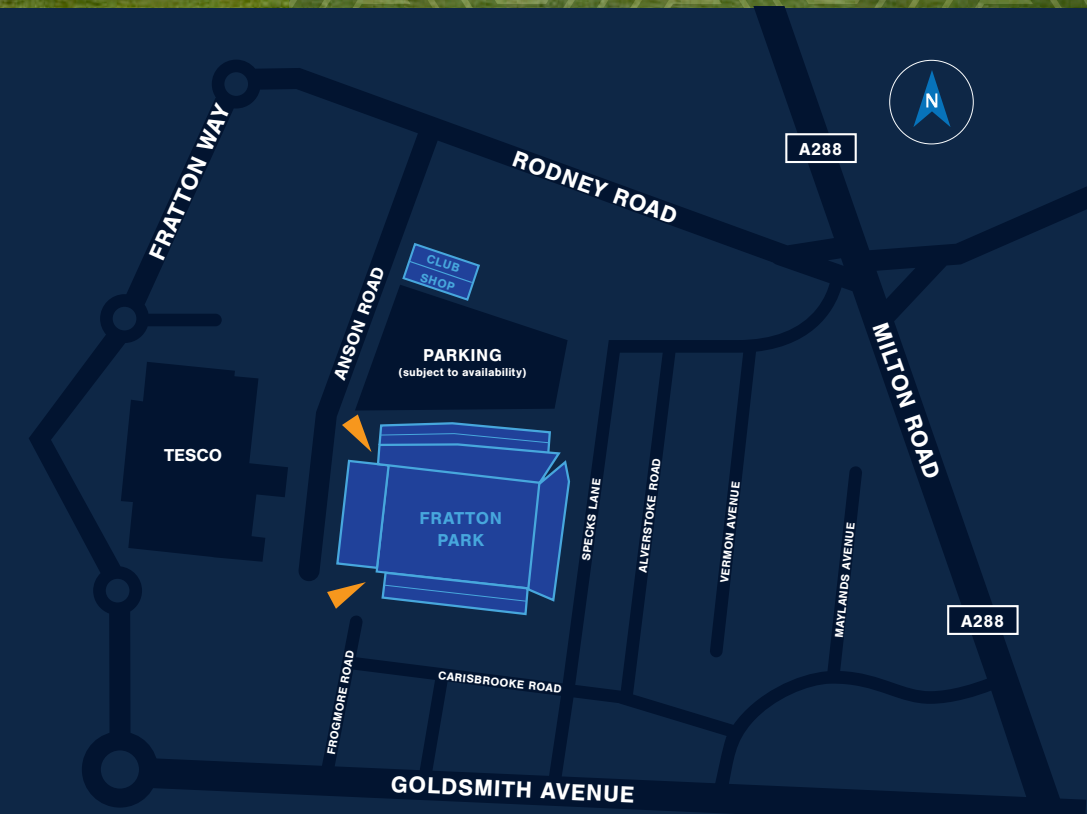 N
A288
FRATTON WAY
RODNEY ROAD
CLUB
SHOP
ANSON ROAD
PARKING
(subject to availability)
MILTON ROAD
TESCO
FRATTON
PARK
SPECKS LANE
ALVERSTOKE ROAD
VERMON AVENUE
MAYLANDS AVENUE
A288
FROGMORE ROAD
CARISBROOKE ROAD
GOLDSMITH AVENUE